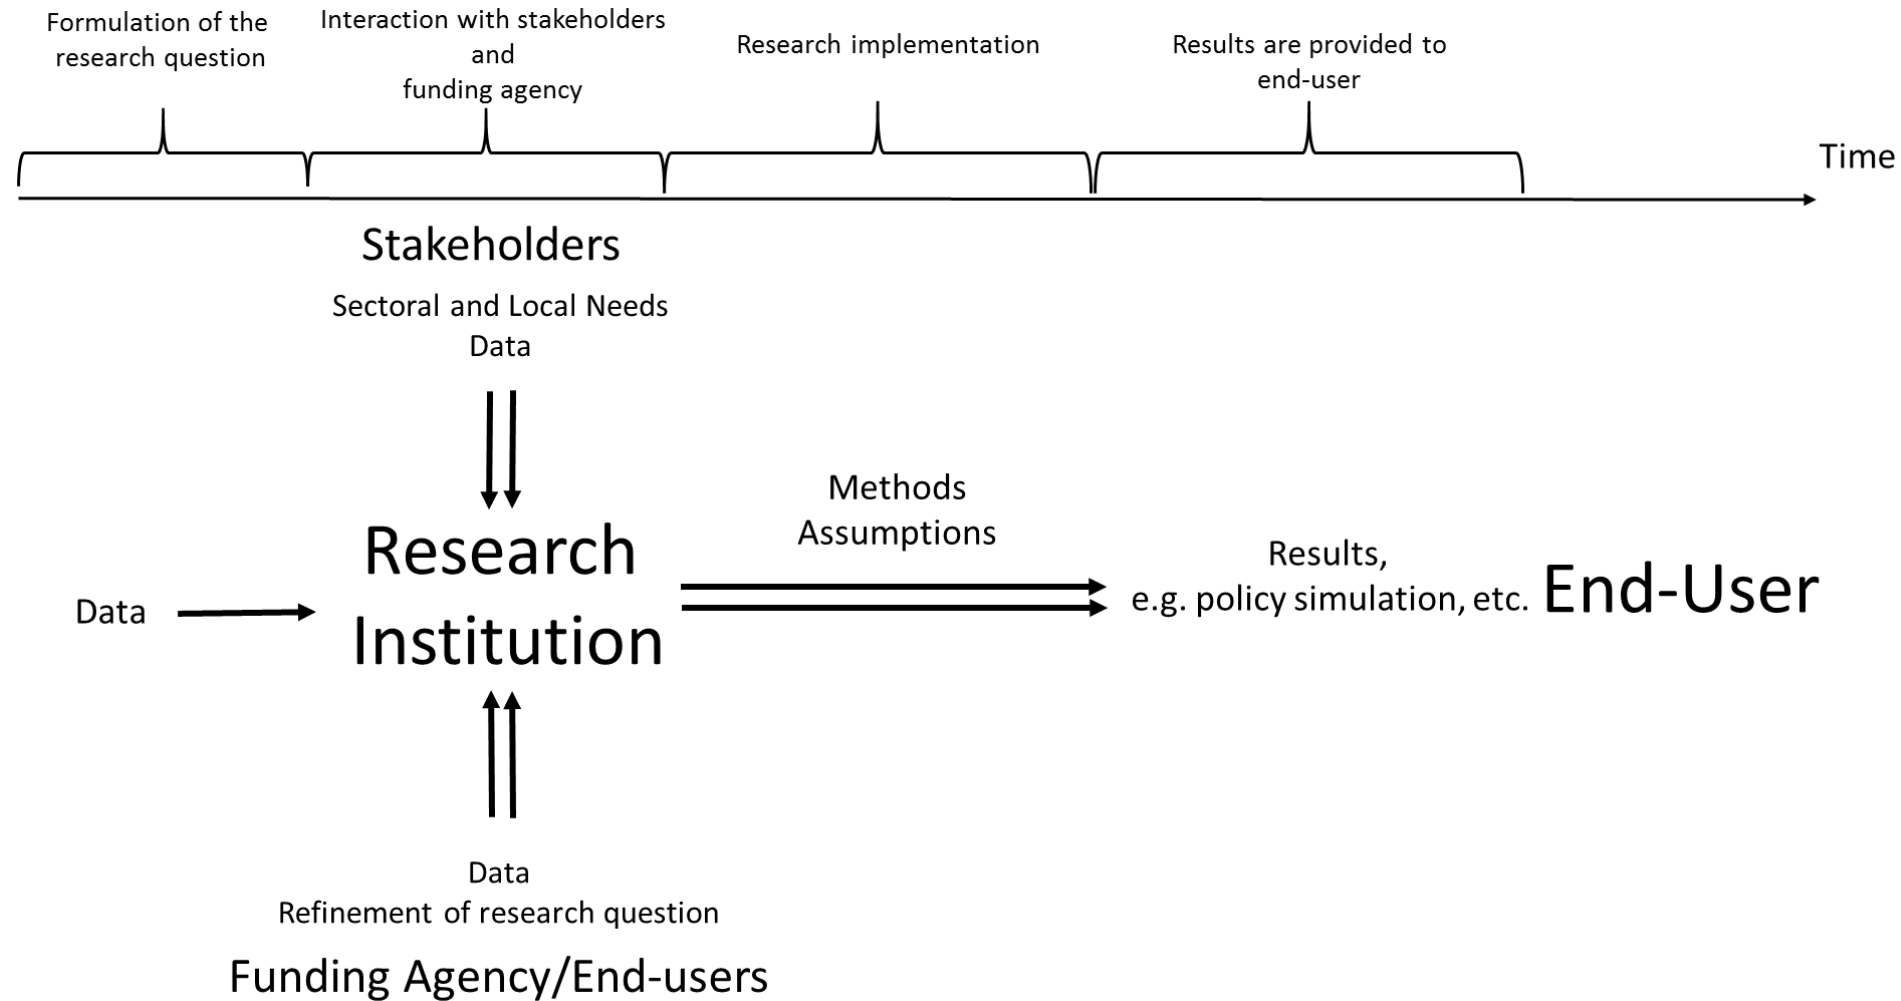 Formulation of the
research question
Interaction with stakeholders
and
funding agency
Research implementation
Results are provided to
end-user
Time
Stakeholders
Sectoral and Local Needs
Data
Research
Institution
Data
Methods
Assumptions
Results,
e.g. policy simulation, etc.
End-User
Data
Refinement of research question
Funding Agency/End-users